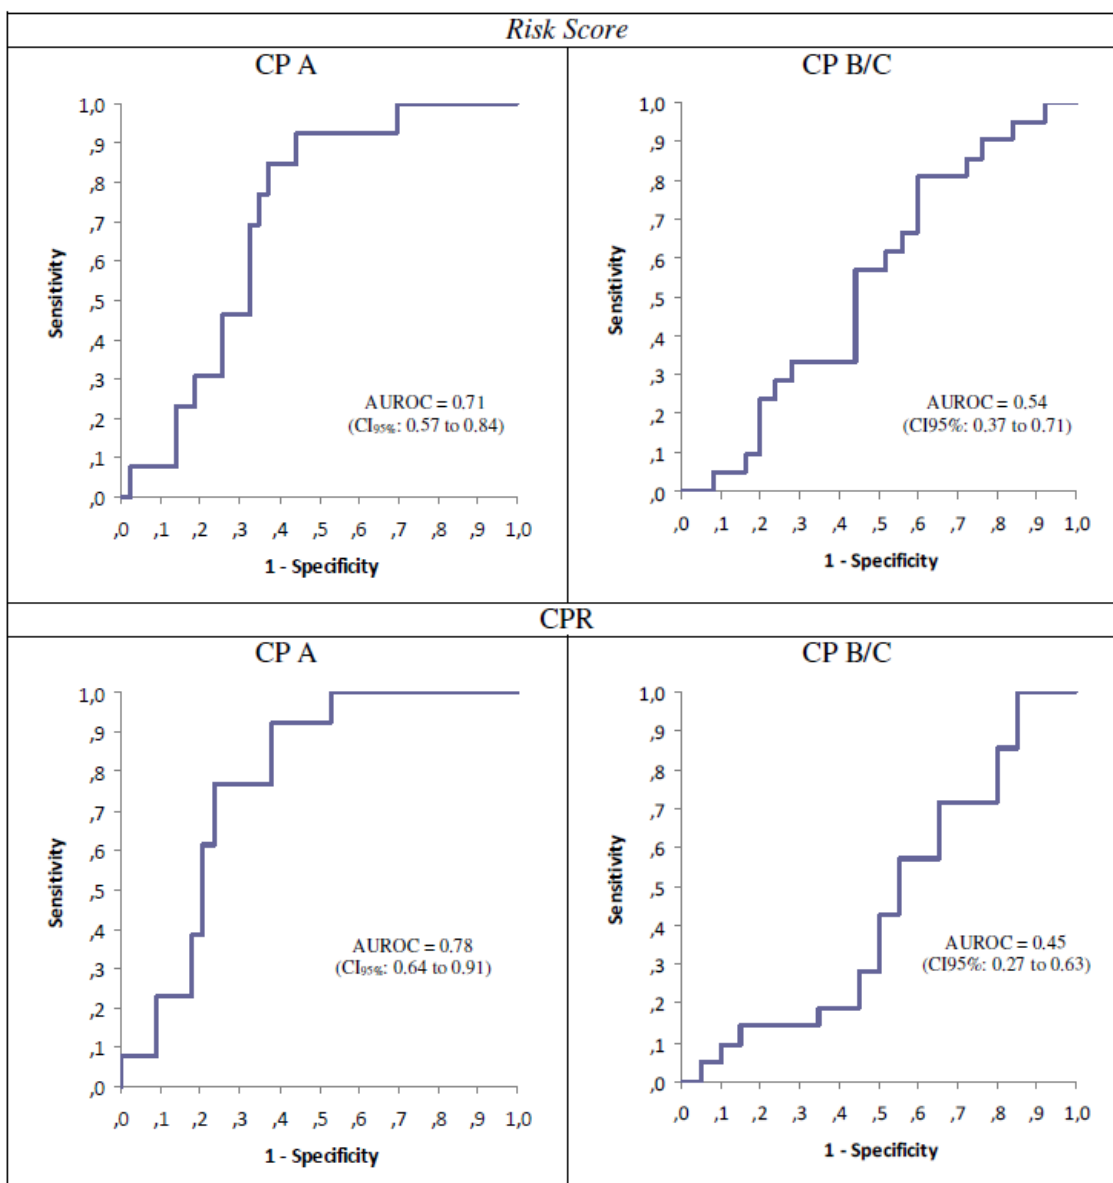 Risk Score
CP A
1,0
,9
,8
,7
,6
,5
,4
,3
,2
,1
,0
Sensitivity
AUROC = 0.71
(CI95%: 0.57 to 0.84)
,0 ,1 ,2 ,3 ,4 ,5 ,6 ,7 ,8 ,9 1,0
1 - Specificity
CP B/C
1,0
,9
,8
,7
,6
,5
,4
,3
,2
,1
,0
Sensitivity
AUROC = 0.54
(CI95%: 0.37 to 0.71)
,0 ,1 ,2 ,3 ,4 ,5 ,6 ,7 ,8 ,9 1,0
1 - Specificity
CPR
CP A
1,0
,9
,8
,7
,6
,5
,4
,3
,2
,1
,0
Sensitivity
AUROC = 0.78
(CI95%: 0.64 to 0.91)
,0 ,1 ,2 ,3 ,4 ,5 ,6 ,7 ,8 ,9 1,0
1 - Specificity
CP B/C
1,0
,9
,8
,7
,6
,5
,4
,3
,2
,1
,0
Sensitivity
AUROC = 0.45
(CI95%: 0.27 to 0.63)
,0 ,1 ,2 ,3 ,4 ,5 ,6 ,7 ,8 ,9 1,0
1 - Specificity